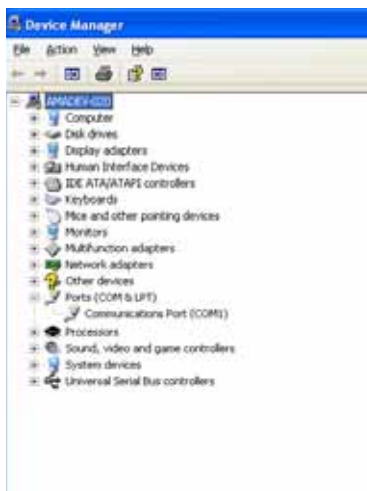 Device Manager
File Action View Help
Computer
Disk drives
Display adapters
Human Interface Devices
IDE ATA/ATAPI controllers
Keyboards
Mice and other pointing devices
Monitors
Multifunction adapters
Network adapters
Other devices
Ports (COM & LPT)
Communications Port (COM1)
Processors
Sound, video and game controllers
System devices
Universal Serial Bus controllers